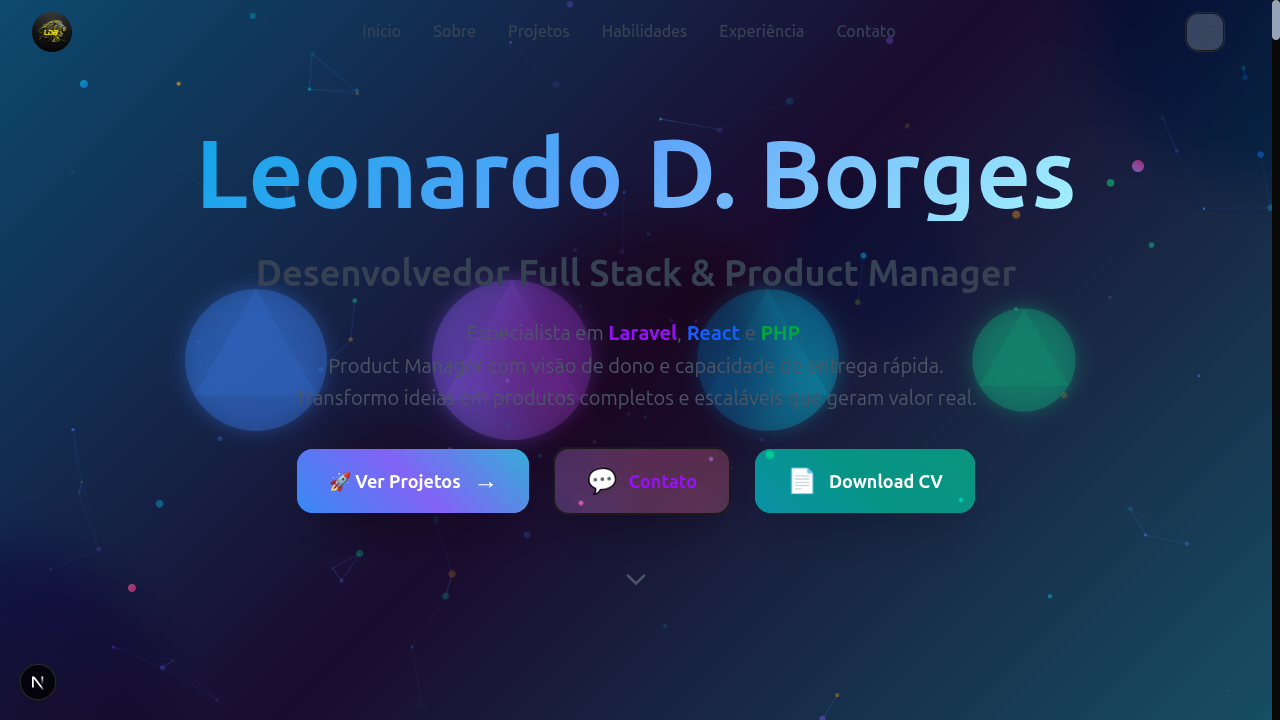 LDB
Início Sobre Projetos Habilidades Experiência Contato
Leonardo D. Borges
Desenvolvedor Full Stack & Product Manager
Especialista em Laravel, React e PHP
Product Manager com visão de dono e capacidade de entrega rápida.
Transformo ideias em produtos completos e escaláveis que geram valor real.
🚀 Ver Projetos →
💬 Contato
📄 Download CV
N